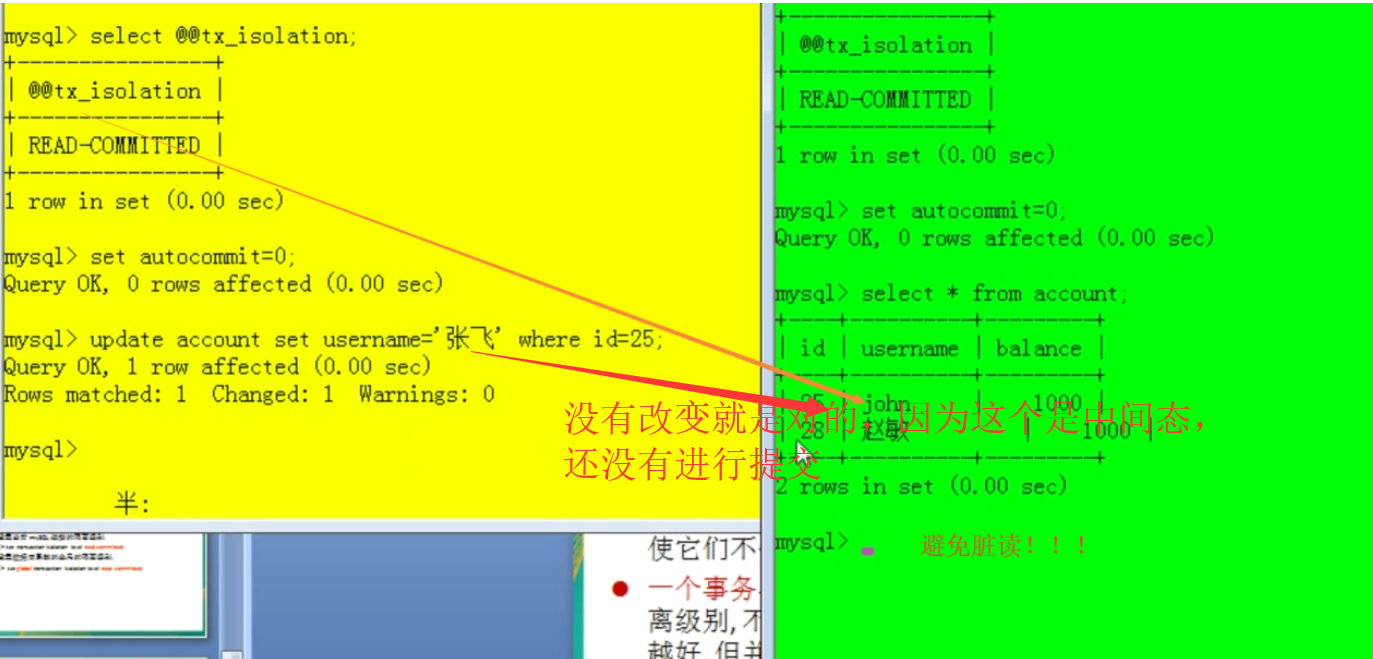 mysql> select @@tx_isolation;
+----------------+
| @@tx_isolation |
+----------------+
| READ-COMMITTED |
+----------------+
1 row in set (0.00 sec)
mysql> set autocommit=0;
Query OK, 0 rows affected (0.00 sec)
mysql> update account set username='张飞' where id=25;
Query OK, 1 row affected (0.00 sec)
Rows matched: 1  Changed: 1  Warnings: 0
mysql>
半:
+----------------+
| @@tx_isolation |
+----------------+
| READ-COMMITTED |
+----------------+
1 row in set (0.00 sec)
mysql> set autocommit=0;
Query OK, 0 rows affected (0.00 sec)
mysql> select * from account;
+----+----------+---------+
| id | username | balance |
+----+----------+---------+
| 25 | john     |    1000 |
| 28 | 赵敏     |    1000 |
+----+----------+---------+
2 rows in set (0.00 sec)
mysql>
没有改变就是对的，因为这个是中间态，
还没有进行提交
避免脏读！！！
使它们不
一个事务
离级别,不
越好,但并